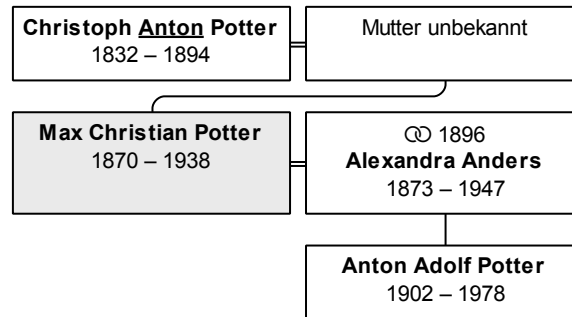 Christoph Anton Potter
1832 – 1894
Mutter unbekannt
Max Christian Potter
1870 – 1938
⚭ 1896
Alexandra Anders
1873 – 1947
Anton Adolf Potter
1902 – 1978